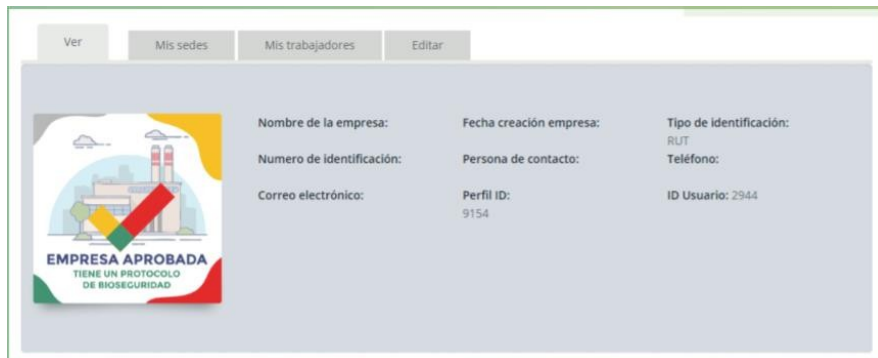 Ver Mis sedes Mis trabajadores Editar
Nombre de la empresa: Fecha creación empresa: Tipo de identificación:
RUT
Numero de identificación: Persona de contacto: Teléfono:
Correo electrónico: Perfil ID: ID Usuario: 2944
9154
EMPRESA APROBADA
TIENE UN PROTOCOLO
DE BIOSEGURIDAD